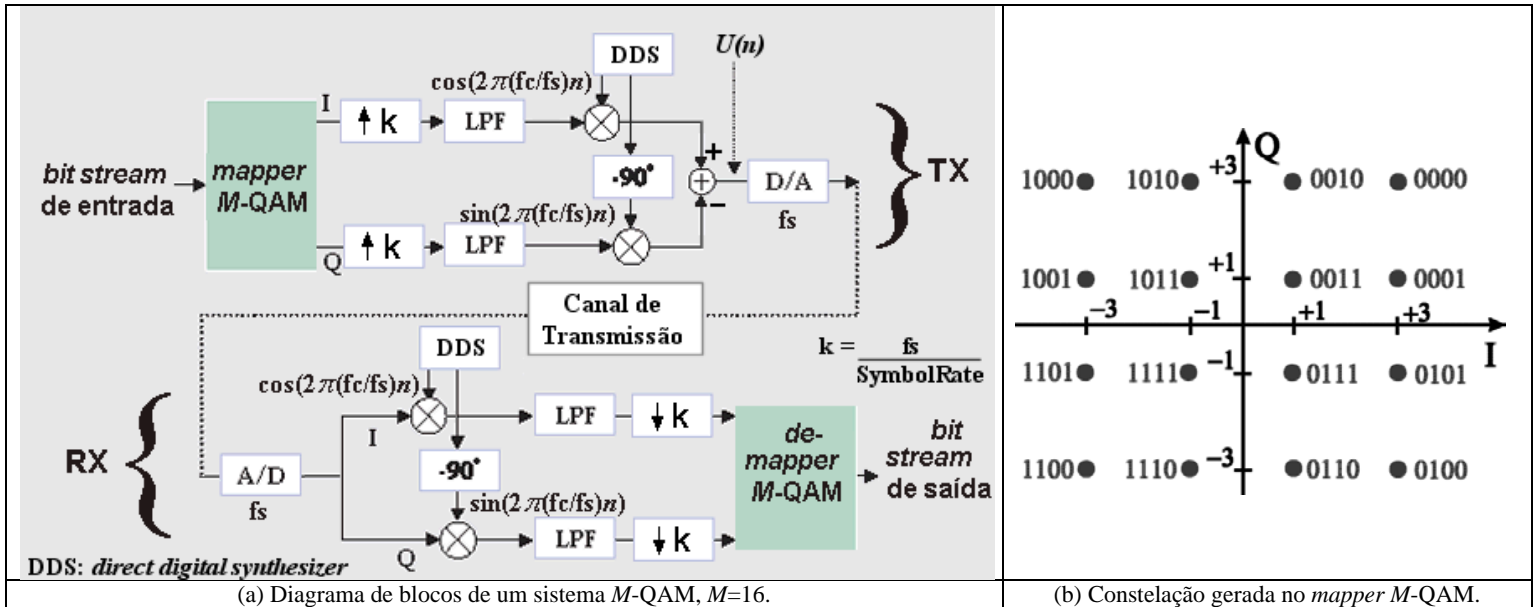 DDS
U(n)
cos(2π(fc/fs)n)
I
↑k
LPF
bit stream
de entrada
mapper
M-QAM
-90°
+
+
−
D/A
fs
TX
sin(2π(fc/fs)n)
Q
↑k
LPF
Canal de
Transmissão
k = fs
SymbolRate
DDS
cos(2π(fc/fs)n)
I
LPF
↓k
RX
A/D
fs
-90°
sin(2π(fc/fs)n)
Q
LPF
↓k
de-
mapper
M-QAM
bit
stream
de saída
DDS: direct digital synthesizer
(a) Diagrama de blocos de um sistema M-QAM, M=16.
Q
1000 1010 +3 0010 0000
1001 1011 +1 0011 0001
−3 −1 +1 +3
I
1101 1111 −1 0111 0101
1100 1110 −3 0110 0100
(b) Constelação gerada no mapper M-QAM.